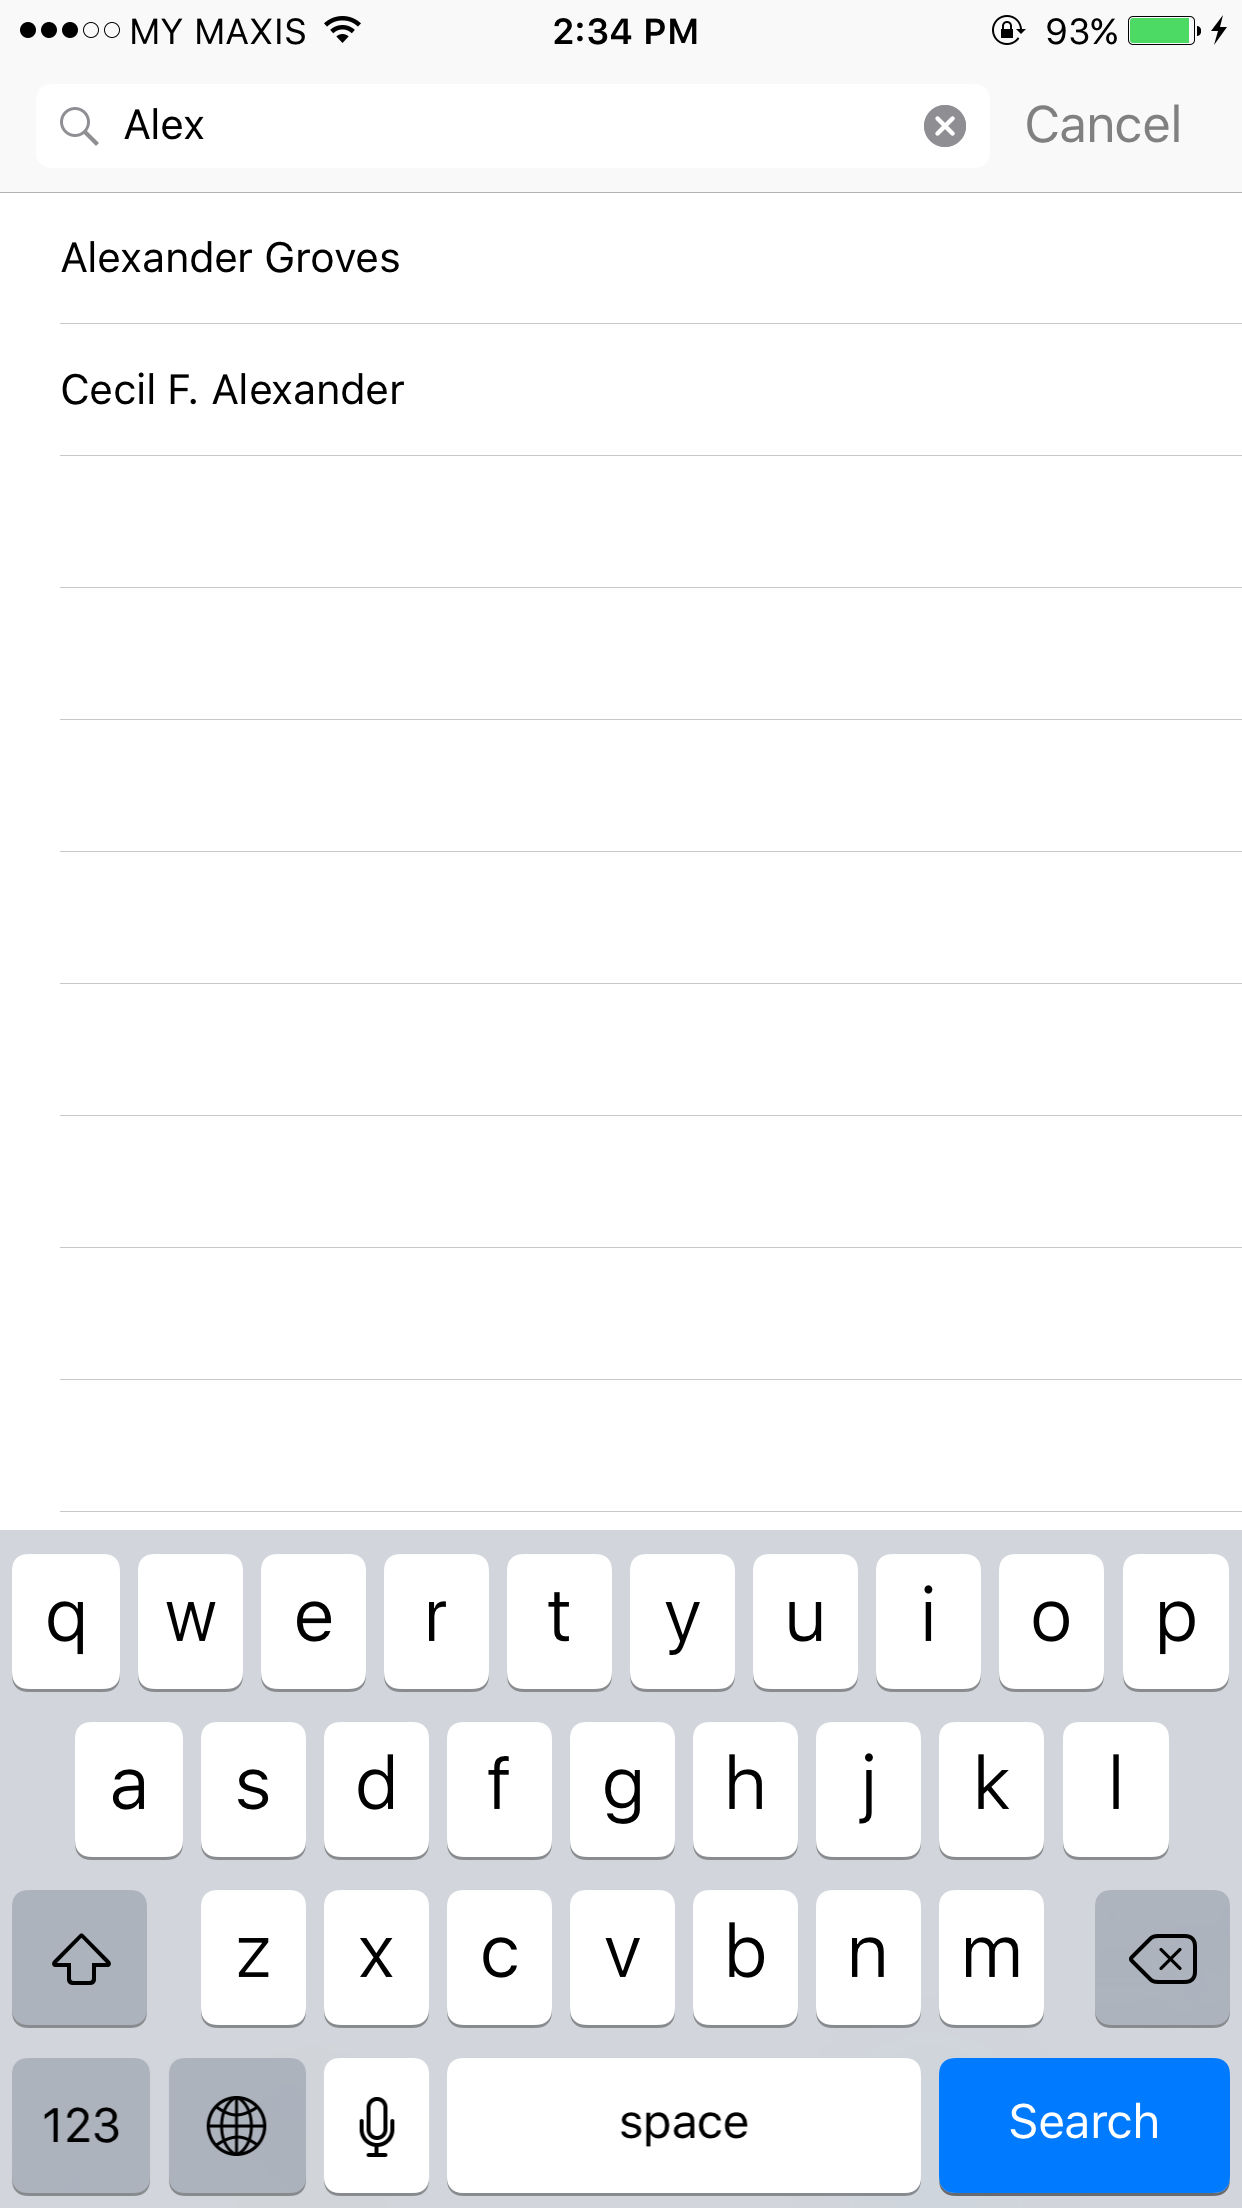 MY MAXIS 2:34 PM 93%
Alex Cancel
Alexander Groves
Cecil F. Alexander
q w e r t y u i o p
a s d f g h j k l
z x c v b n m
123 space Search